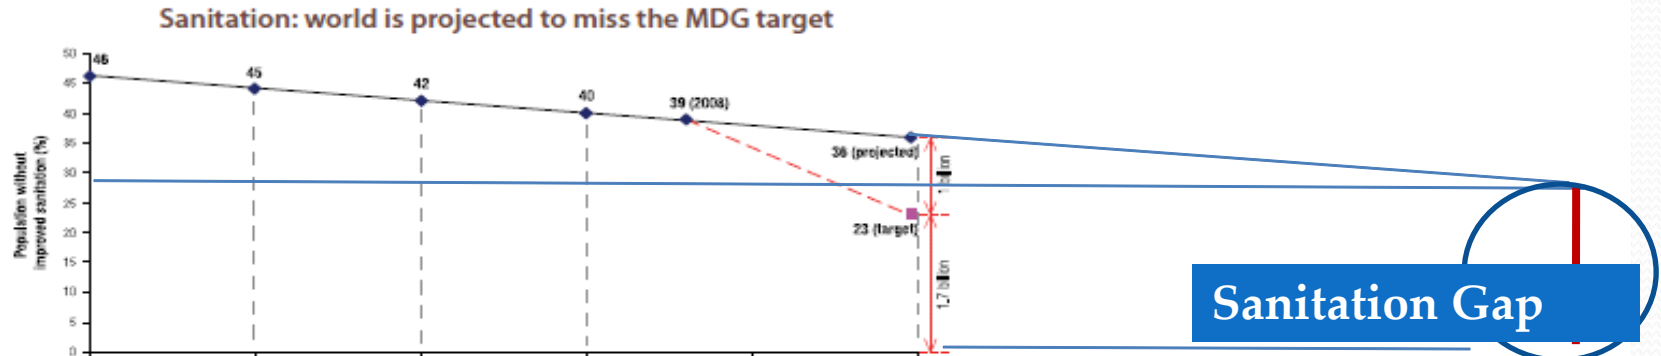 Sanitation: world is projected to miss the MDG target
Population without
improved sanitation (%)
50
45
40
35
30
25
20
15
10
5
0
46
45
42
40
39 (2008)
36 (projected)
23 (target)
1 billion
1.7 billion
Sanitation Gap